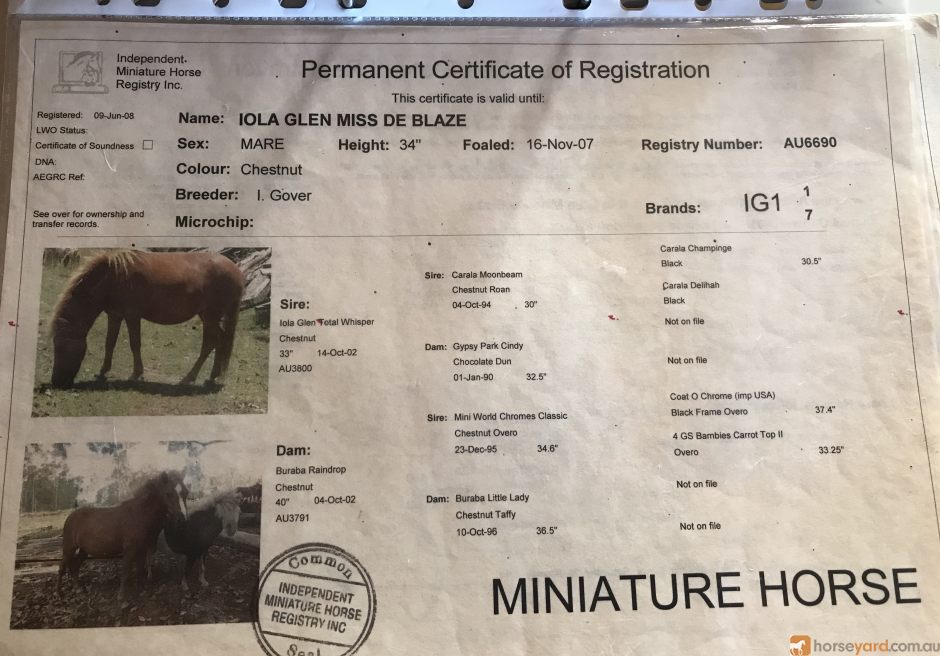 Independent
Miniature Horse
Registry Inc.
Permanent Certificate of Registration
This certificate is valid until:
Registered: 09-Jun-08
LWO Status:
Certificate of Soundness
DNA:
AEGRC Ref:
See over for ownership and
transfer records.
Name: IOLA GLEN MISS DE BLAZE
Sex: MARE Height: 34" Foaled: 16-Nov-07 Registry Number: AU6690
Colour: Chestnut
Breeder: I. Gover
Microchip:
Brands: IG1 1
7
Sire:
Iola Glen Total Whisper
Chestnut
33" 14-Oct-02
AU3800
Dam:
Buraba Raindrop
Chestnut
40" 04-Oct-02
AU3791
Sire: Carala Moonbeam
Chestnut Roan
04-Oct-94 30"
Dam: Gypsy Park Cindy
Chocolate Dun
01-Jan-90 32.5"
Sire: Mini World Chromes Classic
Chestnut Overo
23-Dec-95 34.6"
Dam: Buraba Little Lady
Chestnut Taffy
10-Oct-96 36.5"
Carala Champinge
Black 30.5"
Carala Delihah
Black
Not on file
Not on file
Coat O Chrome (imp USA)
Black Frame Overo 37.4"
4 GS Bambies Carrot Top II
Overo 33.25"
Not on file
Not on file
Common
INDEPENDENT
MINIATURE HORSE
REGISTRY INC
Seal
MINIATURE HORSE
horseyard.com.au